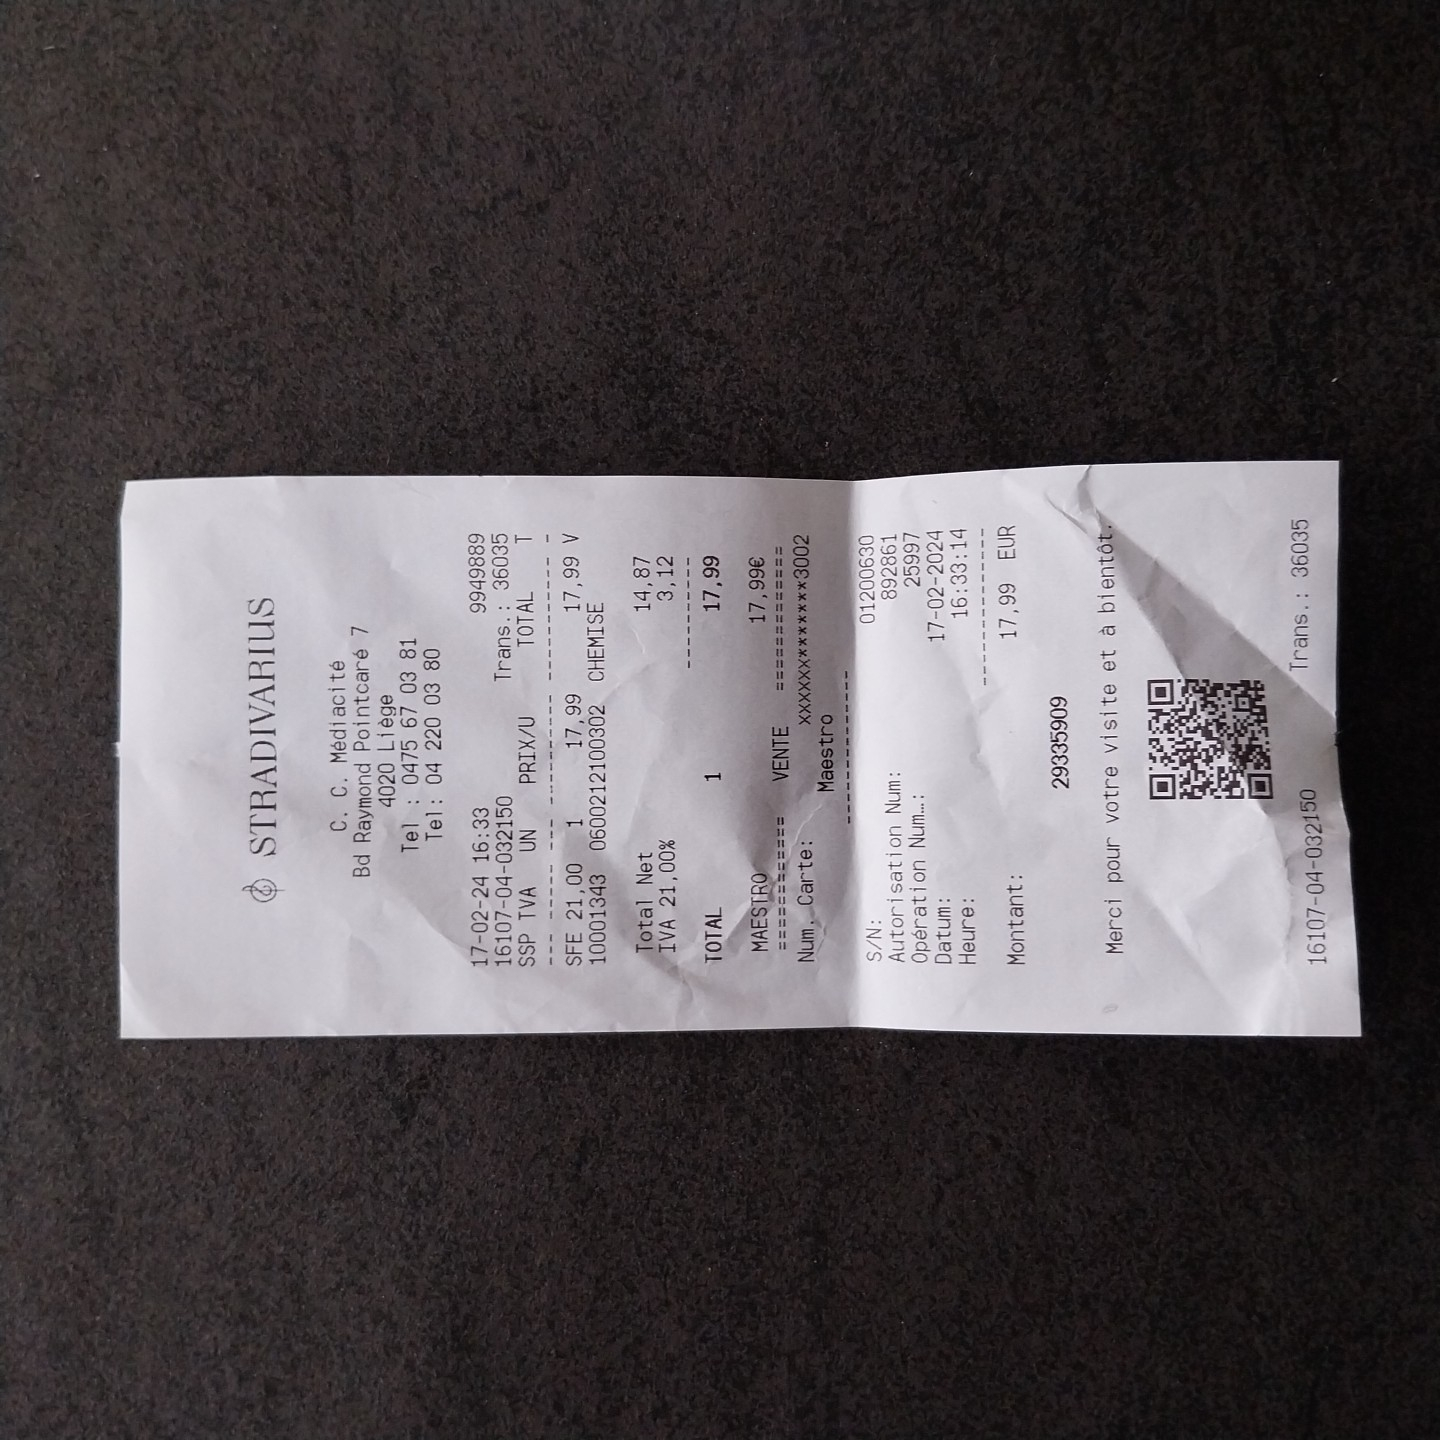 STRADIVARIUS
C. C. Médiacité
Bd Raymond Pointcaré 7
4020 Liège
Tel : 0475 67 03 81
Tel: 04 220 03 80
17-02-24 16:33 9949889
16107-04-032150 Trans.: 36035
SSP TVA UN PRIX/U TOTAL T
SFE 21,00 1 17,99 17,99 V
10001343 06002121100302 CHEMISE
Total Net 14,87
IVA 21,00% 3,12
TOTAL 1 17,99
MAESTRO 17,99€
=========== VENTE ============
Num. Carte: XXXXXX*********3002
Maestro
S/N: 01200630
Autorisation Num: 892861
Opération Num…: 25997
Datum: 17-02-2024
Heure: 16:33:14
Montant: 17,99 EUR
29935909
Merci pour votre visite et à bientôt.
16107-04-032150 Trans.: 36035